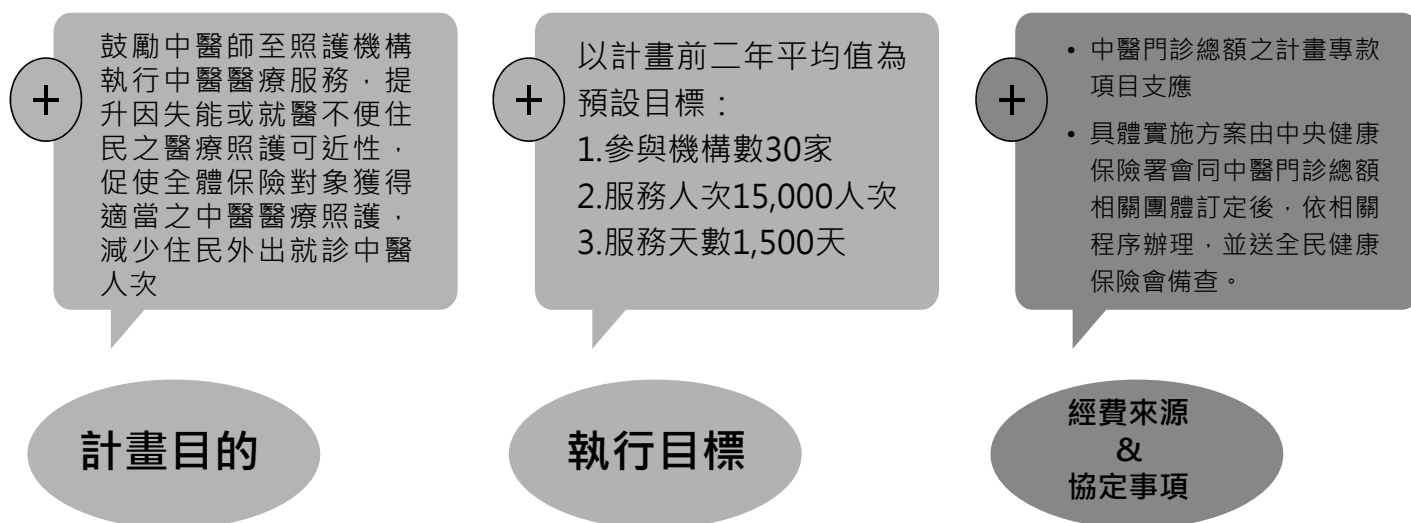 鼓勵中醫師至照護機構
執行中醫醫療服務，提
升因失能或就醫不便住
民之醫療照護可近性，
促使全體保險對象獲得
適當之中醫醫療照護，
減少住民外出就診中醫
人次
計畫目的
以計畫前二年平均值為
預設目標：
1.參與機構數30家
2.服務人次15,000人次
3.服務天數1,500天
執行目標
• 中醫門診總額之計畫專款
項目支應
• 具體實施方案由中央健康
保險署會同中醫門診總額
相關團體訂定後，依相關
程序辦理，並送全民健康
保險會備查。
經費來源
&
協定事項